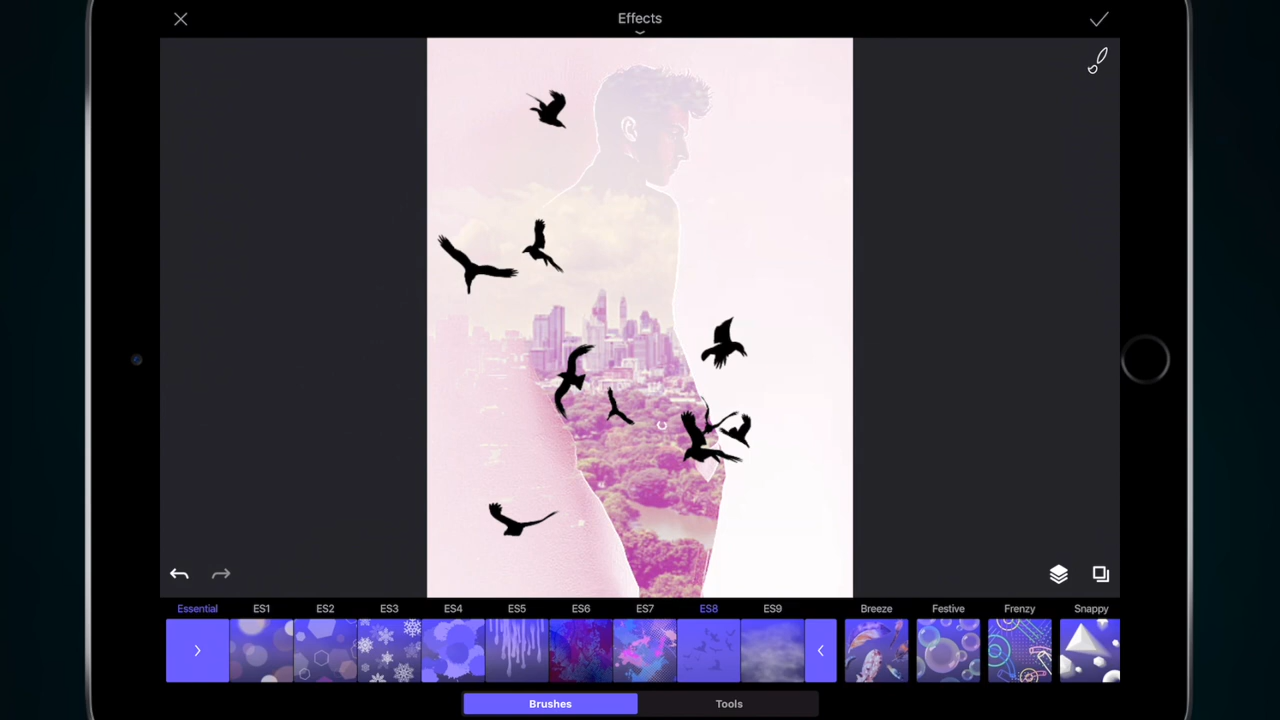 Effects
Essential ES1 ES2 ES3 ES4 ES5 ES6 ES7 ES8 ES9 Breeze Festive Frenzy Snappy
Brushes Tools